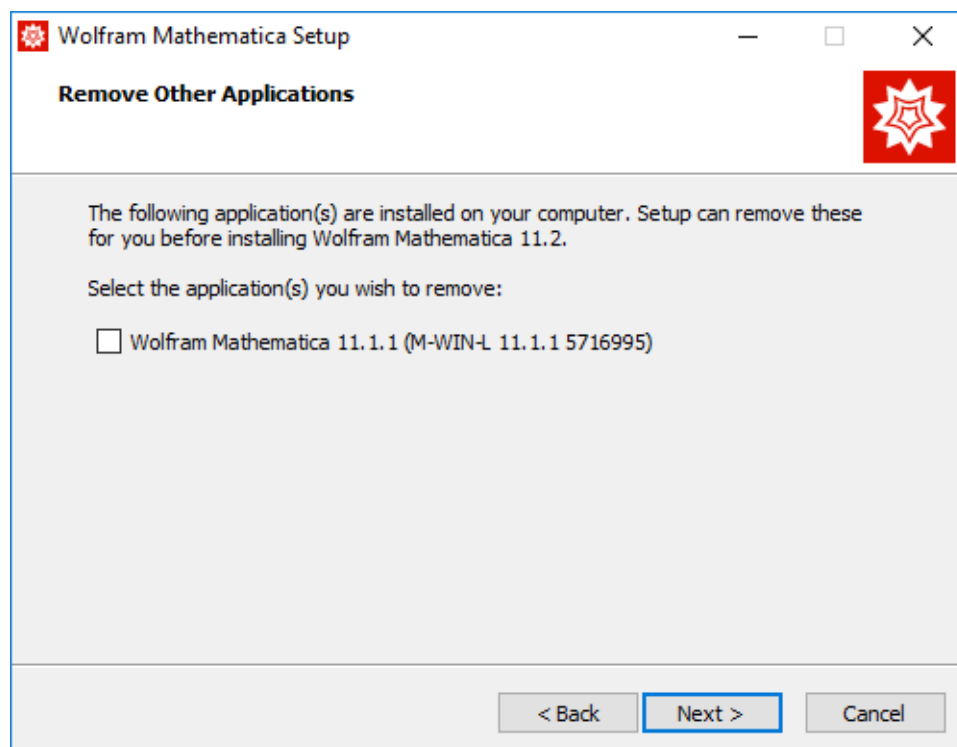 Wolfram Mathematica Setup
Remove Other Applications
The following application(s) are installed on your computer. Setup can remove these
for you before installing Wolfram Mathematica 11.2.
Select the application(s) you wish to remove:
Wolfram Mathematica 11.1.1 (M-WIN-L 11.1.1 5716995)
< Back Next > Cancel